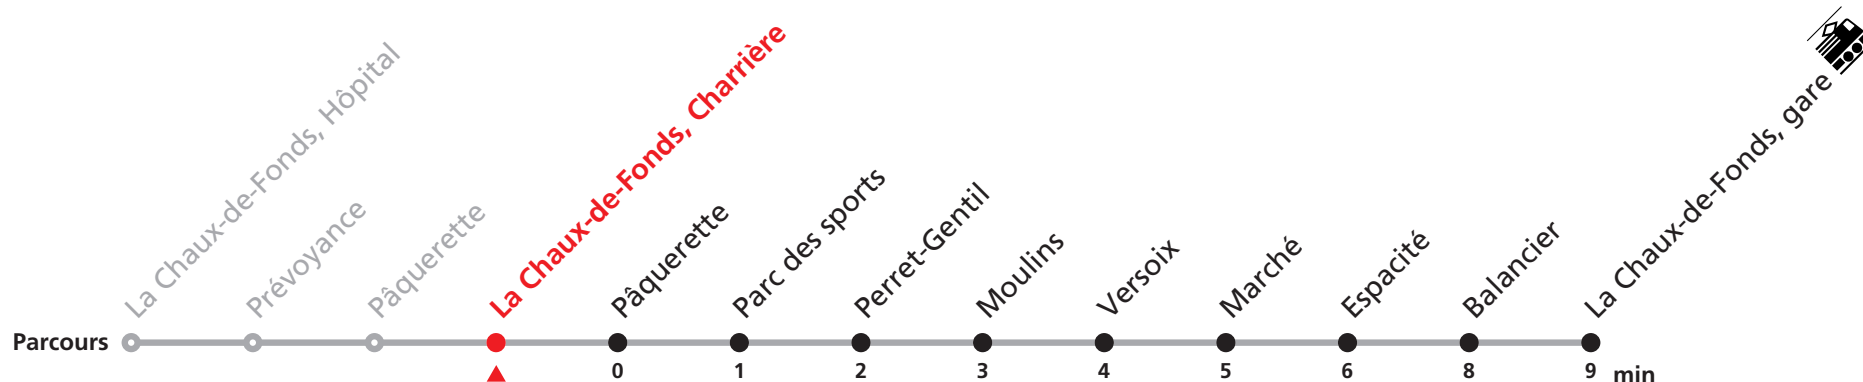 La Chaux-de-Fonds, Hôpital
Prévoyance
Pâquerette
La Chaux-de-Fonds, Charrière
Pâquerette
Parc des sports
Perret-Gentil
Moulins
Versoix
Marché
Espacité
Balancier
La Chaux-de-Fonds, gare
Parcours
0 1 2 3 4 5 6 8 9 min